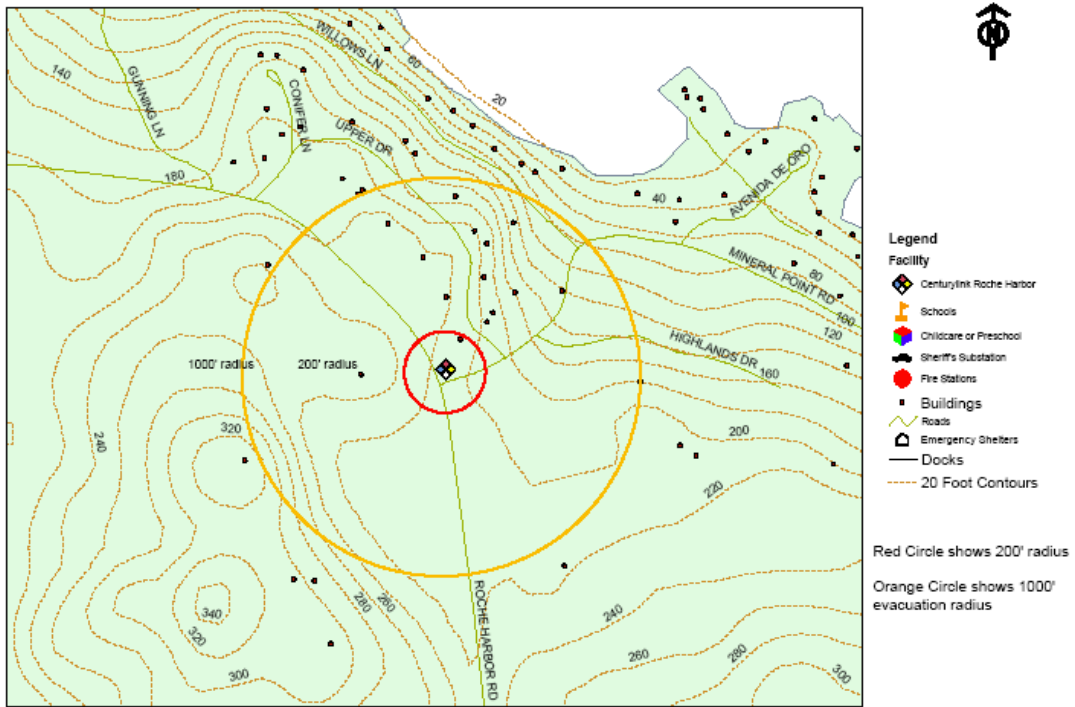 WILLOWS LN
60
20
140
GUNNING LN
CONIFER LN
UPPER DR
180
40
AVENIDA DE ORO
MINERAL POINT RD
80
100
120
HIGHLANDS DR
160
1000' radius
200' radius
320
240
200
220
ROCHE HARBOR RD
260
280
340
320
300
240
260
280
300
Legend
Facility
Centurylink Roche Harbor
Schools
Childcare or Preschool
Sheriff's Substation
Fire Stations
Buildings
Roads
Emergency Shelters
Docks
20 Foot Contours
Red Circle shows 200' radius
Orange Circle shows 1000'
evacuation radius